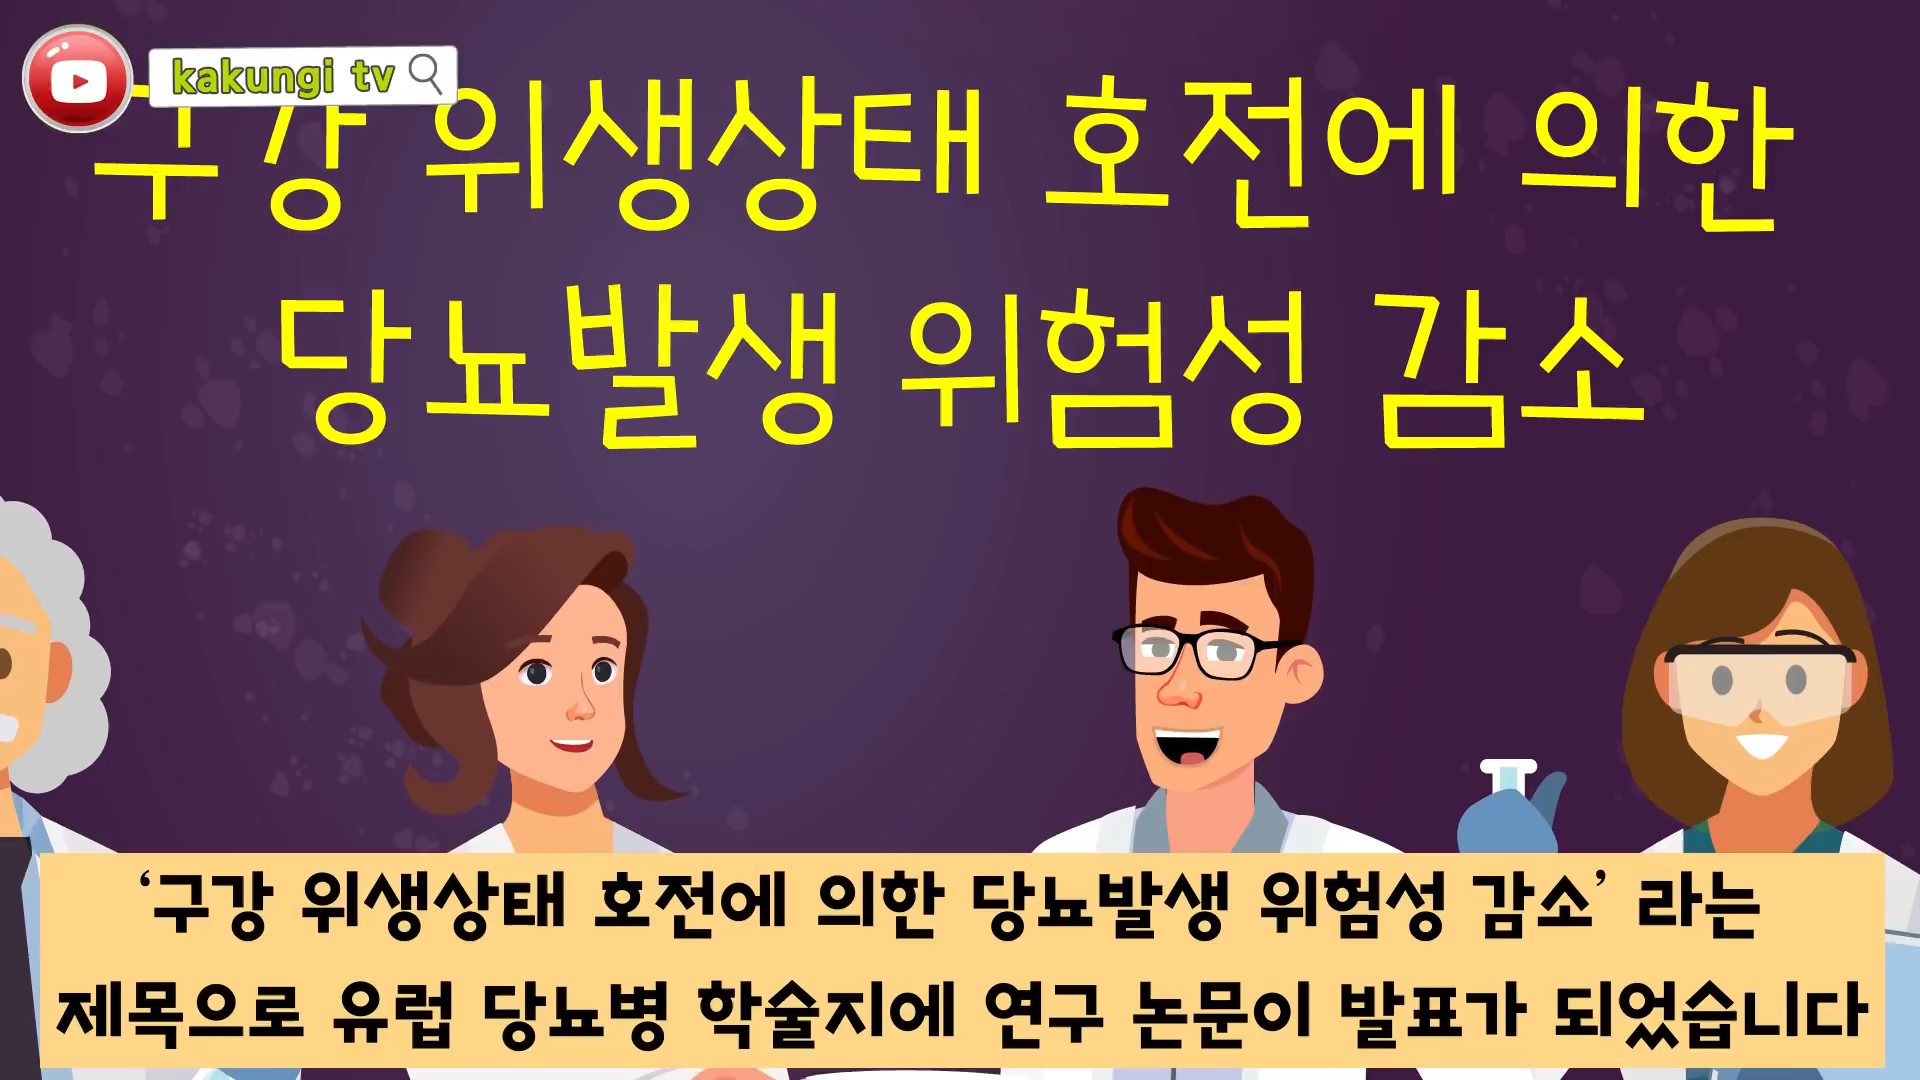 kakungi tv
구강 위생상태 호전에 의한
당뇨발생 위험성 감소
‘구강 위생상태 호전에 의한 당뇨발생 위험성 감소’ 라는
제목으로 유럽 당뇨병 학술지에 연구 논문이 발표가 되었습니다